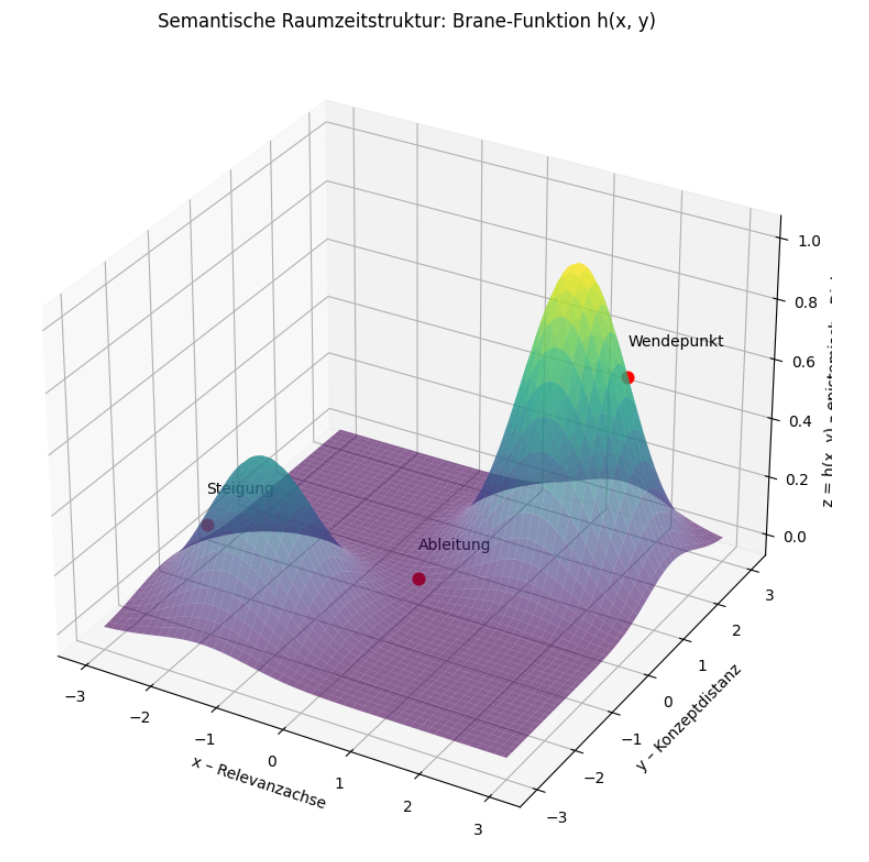 Semantische Raumzeitstruktur: Brane-Funktion h(x, y)
1.0
0.8
Wendepunkt
0.6
0.4
Steigung
0.2
z = h(x, y) – epistemisch
Ableitung
0.0
3
2
1
0
−1
−2
−3
y – Konzeptdistanz
−3
−2
−1
0
1
2
3
x – Relevanzachse